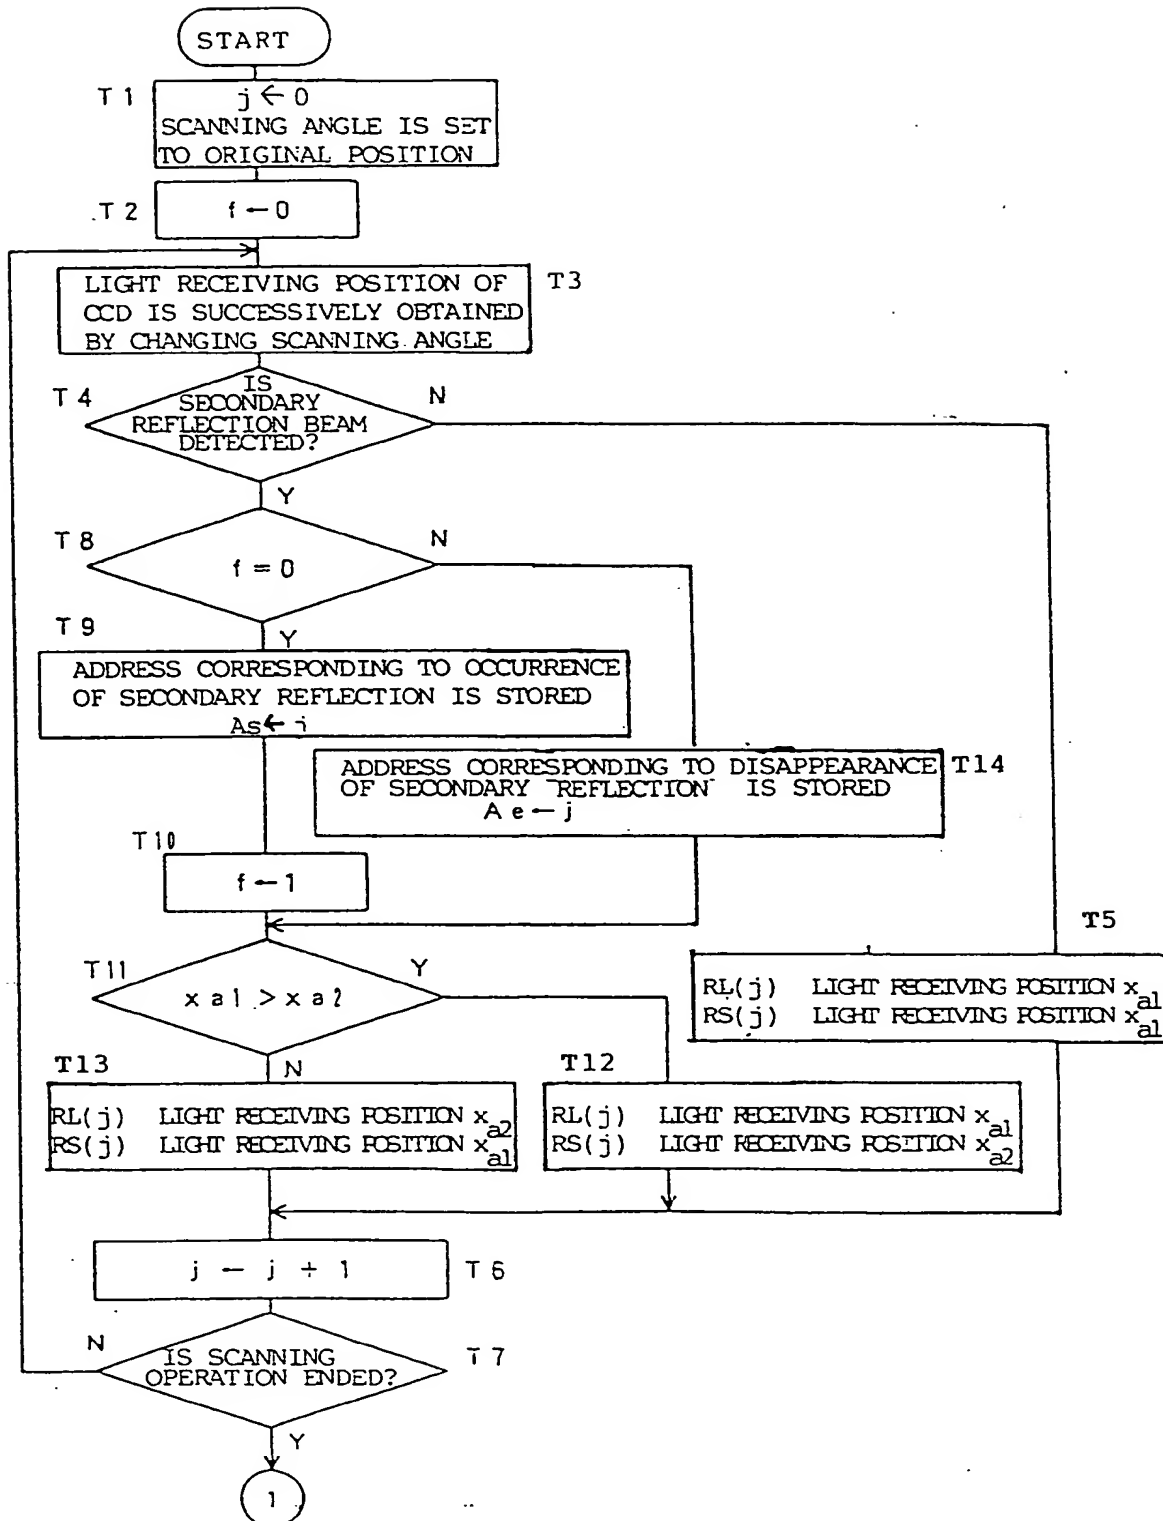 START
T1
j ← 0
SCANNING ANGLE IS SET
TO ORIGINAL POSITION
T2
f ← 0
T3
LIGHT RECEIVING POSITION OF
CCD IS SUCCESSIVELY OBTAINED
BY CHANGING SCANNING ANGLE
T4
IS
SECONDARY
REFLECTION BEAM
DETECTED?
N
Y
T8
f = 0
N
Y
T9
ADDRESS CORRESPONDING TO OCCURRENCE
OF SECONDARY REFLECTION IS STORED
As ← j
ADDRESS CORRESPONDING TO DISAPPEARANCE
OF SECONDARY REFLECTION IS STORED
Ae ← j
T14
T10
f ← 1
T11
xa1 > xa2
Y
N
T5
RL(j) LIGHT RECEIVING POSITION xa1
RS(j) LIGHT RECEIVING POSITION xa1
T13
RL(j) LIGHT RECEIVING POSITION xa2
RS(j) LIGHT RECEIVING POSITION xa1
T12
RL(j) LIGHT RECEIVING POSITION xa1
RS(j) LIGHT RECEIVING POSITION xa2
j ← j + 1
T6
N
IS SCANNING
OPERATION ENDED?
T7
Y
1